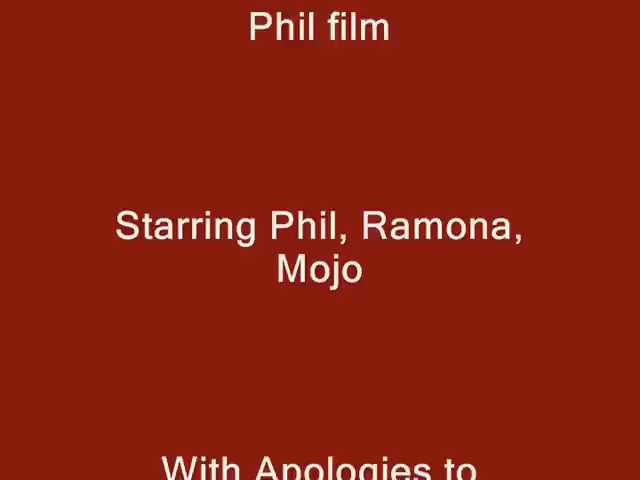 Phil film
Starring Phil, Ramona,
Mojo
With Apologies to